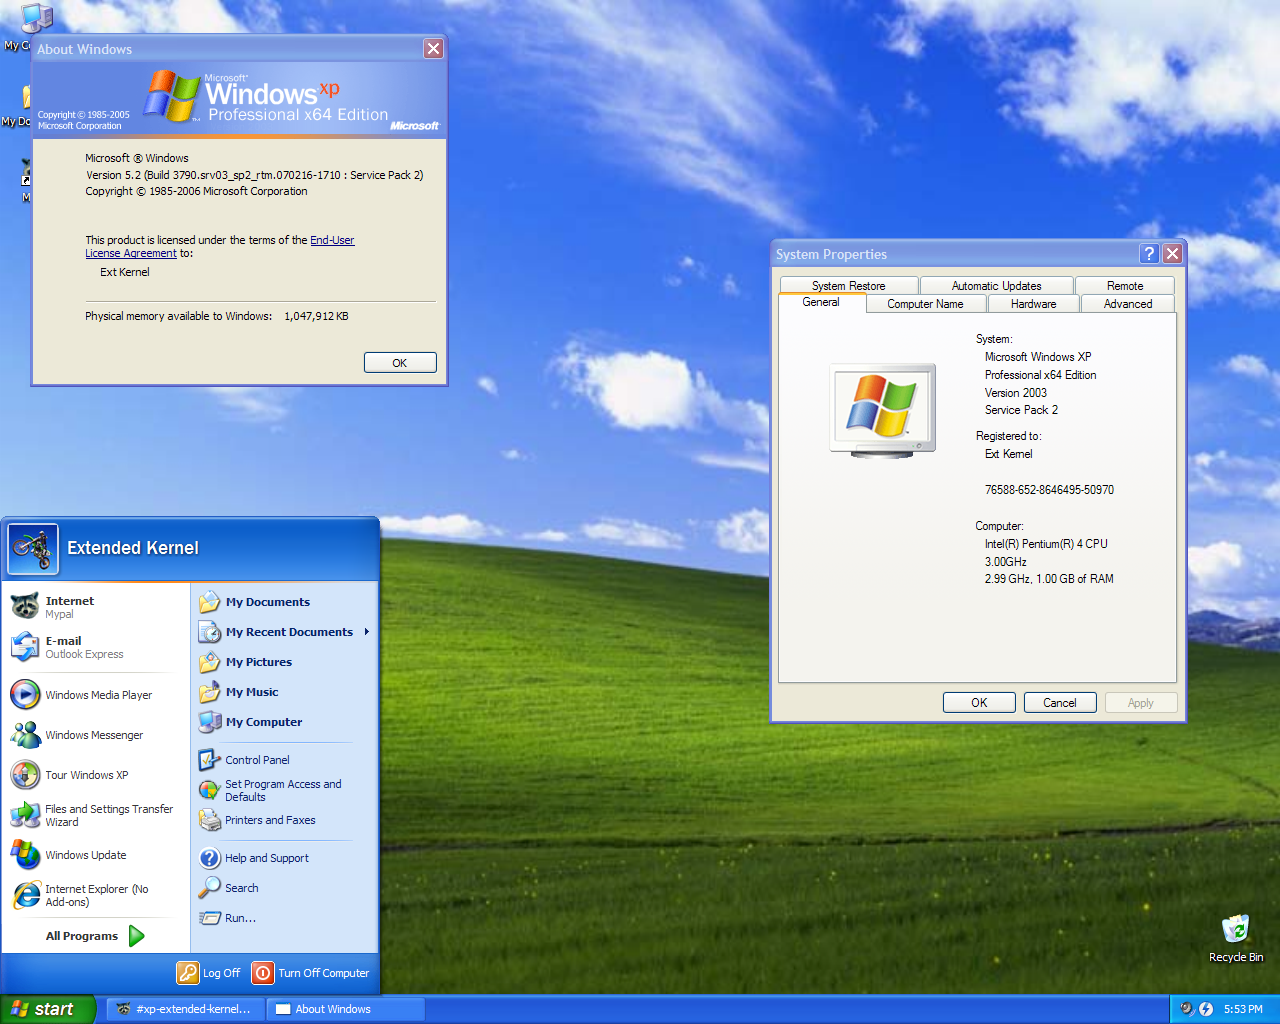 My C
My Do
M
About Windows
Microsoft®
Windows xp
Professional x64 Edition
Copyright © 1985-2005
Microsoft Corporation
Microsoft
Microsoft ® Windows
Version 5.2 (Build 3790.srv03_sp2_rtm.070216-1710 : Service Pack 2)
Copyright © 1985-2006 Microsoft Corporation
This product is licensed under the terms of the End-User
License Agreement to:
Ext Kernel
Physical memory available to Windows: 1,047,912 KB
OK
System Properties
System Restore Automatic Updates Remote
General Computer Name Hardware Advanced
System:
Microsoft Windows XP
Professional x64 Edition
Version 2003
Service Pack 2
Registered to:
Ext Kernel
76588-652-8646495-50970
Computer:
Intel(R) Pentium(R) 4 CPU
3.00GHz
2.99 GHz, 1.00 GB of RAM
OK Cancel Apply
Extended Kernel
Internet
Mypal
E-mail
Outlook Express
Windows Media Player
Windows Messenger
Tour Windows XP
Files and Settings Transfer
Wizard
Windows Update
Internet Explorer (No
Add-ons)
All Programs
My Documents
My Recent Documents
My Pictures
My Music
My Computer
Control Panel
Set Program Access and
Defaults
Printers and Faxes
Help and Support
Search
Run...
Log Off Turn Off Computer
Recycle Bin
start #xp-extended-kernel... About Windows 5:53 PM